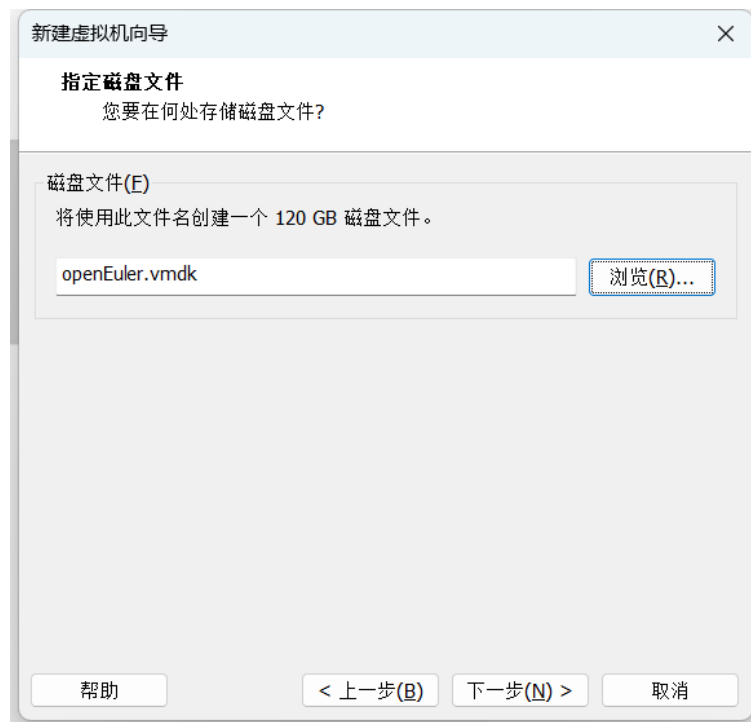 新建虚拟机向导
指定磁盘文件
您要在何处存储磁盘文件?
磁盘文件(F)
将使用此文件名创建一个 120 GB 磁盘文件。
openEuler.vmdk
浏览(R)...
帮助
< 上一步(B)
下一步(N) >
取消